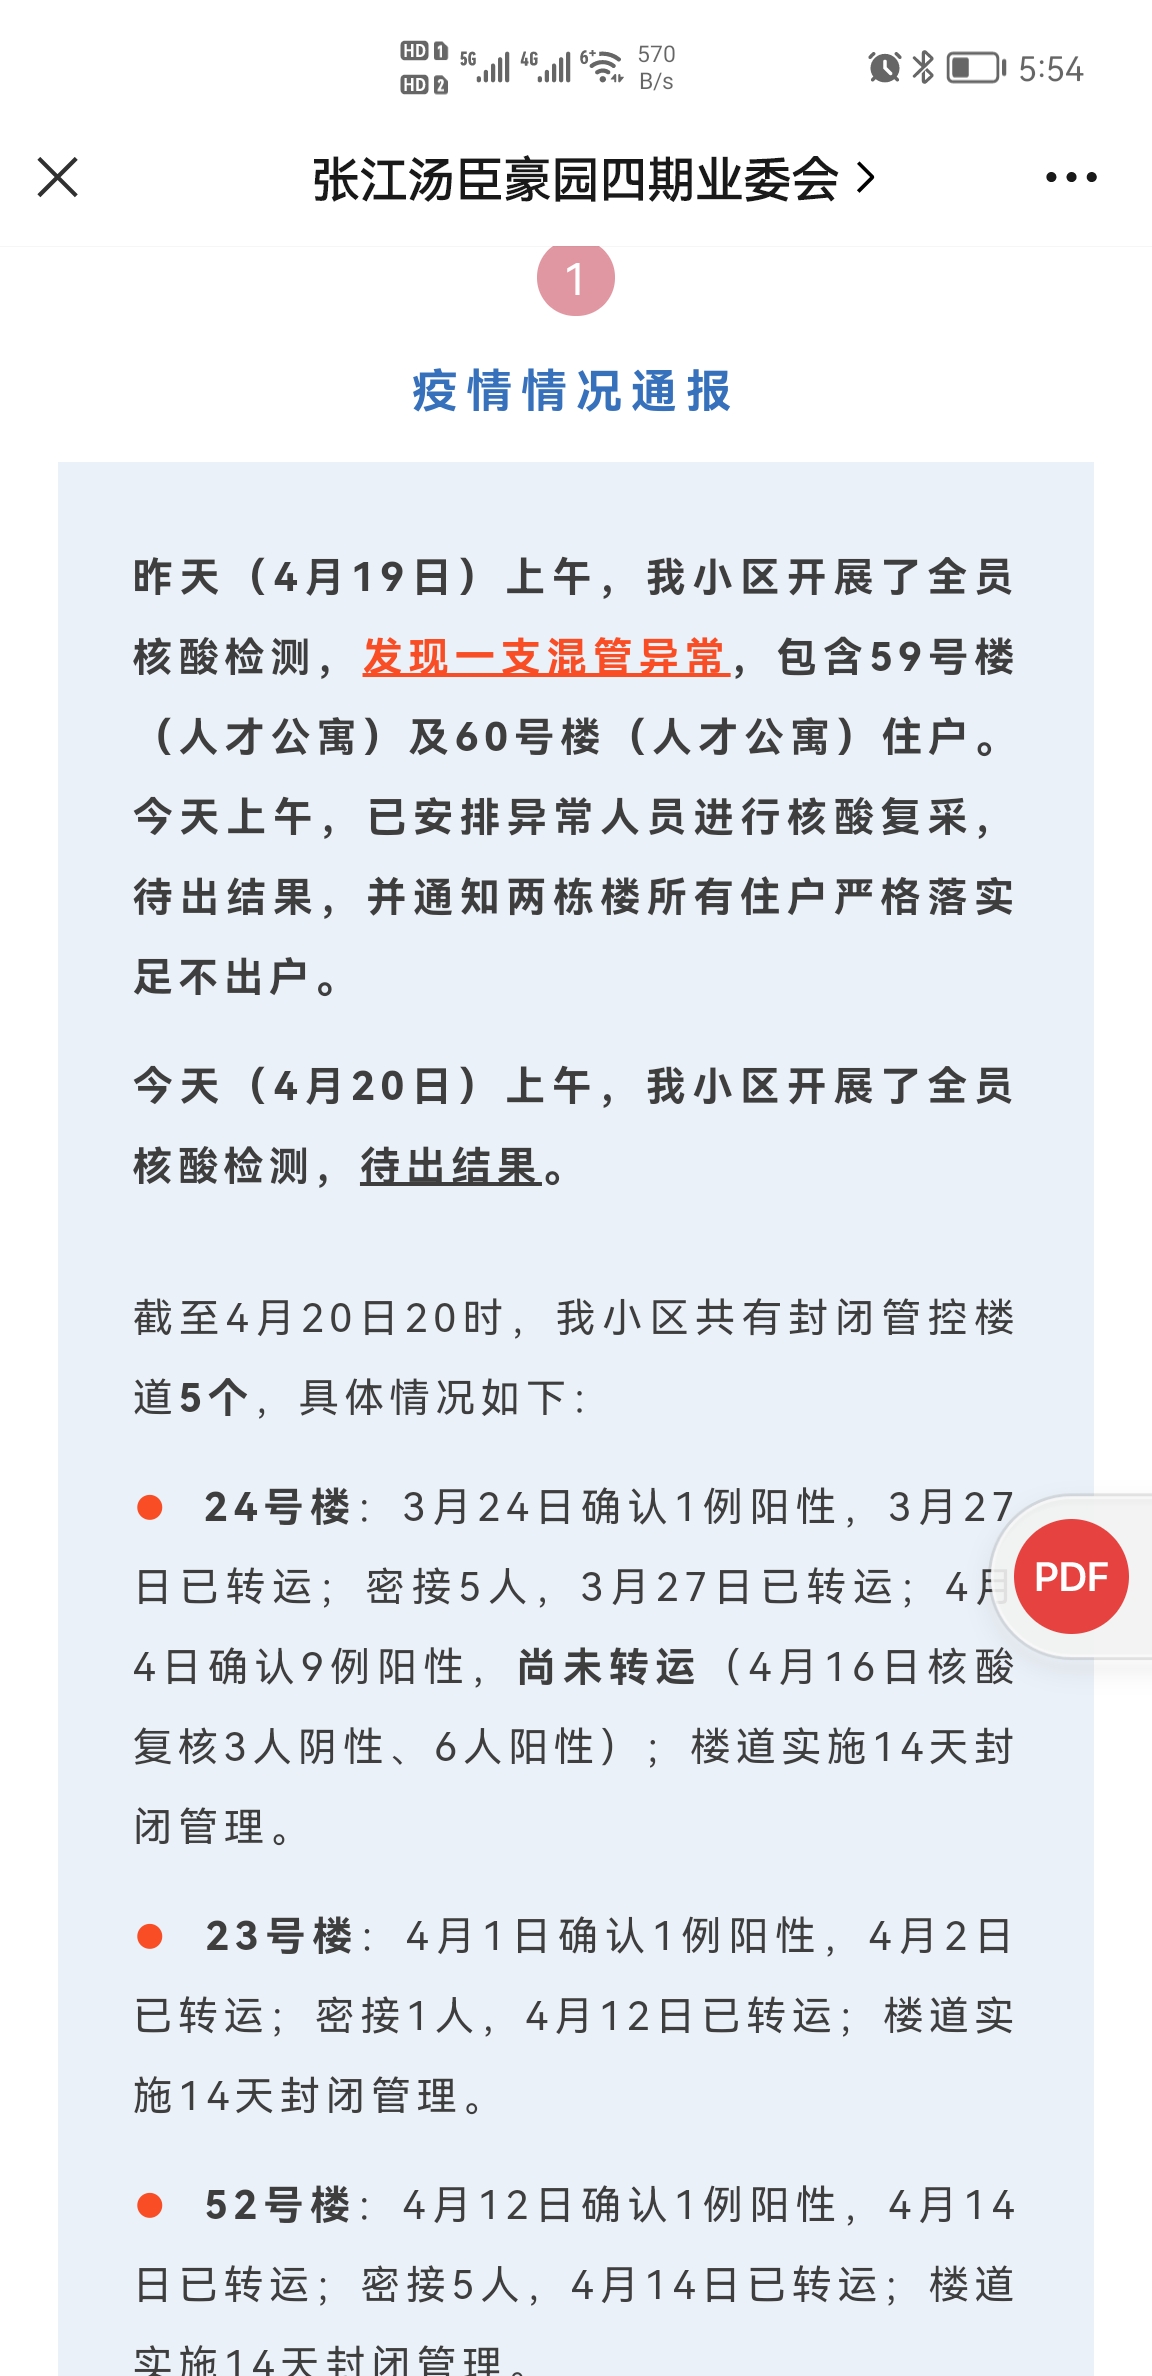 HD 1 5G 4G 6+ 570
HD 2 B/s 5:54
张江汤臣豪园四期业委会
1
疫情情况通报
昨天（4月19日）上午，我小区开展了全员
核酸检测，发现一支混管异常，包含59号楼
（人才公寓）及60号楼（人才公寓）住户。
今天上午，已安排异常人员进行核酸复采，
待出结果，并通知两栋楼所有住户严格落实
足不出户。
今天（4月20日）上午，我小区开展了全员
核酸检测，待出结果。
截至4月20日20时，我小区共有封闭管控楼
道5个，具体情况如下：
24号楼：3月24日确认1例阳性，3月27
日已转运；密接5人，3月27日已转运；4月
PDF
4日确认9例阳性，尚未转运（4月16日核酸
复核3人阴性、6人阳性）；楼道实施14天封
闭管理。
23号楼：4月1日确认1例阳性，4月2日
已转运；密接1人，4月12日已转运；楼道实
施14天封闭管理。
52号楼：4月12日确认1例阳性，4月14
日已转运；密接5人，4月14日已转运；楼道
实施14天封闭管理。